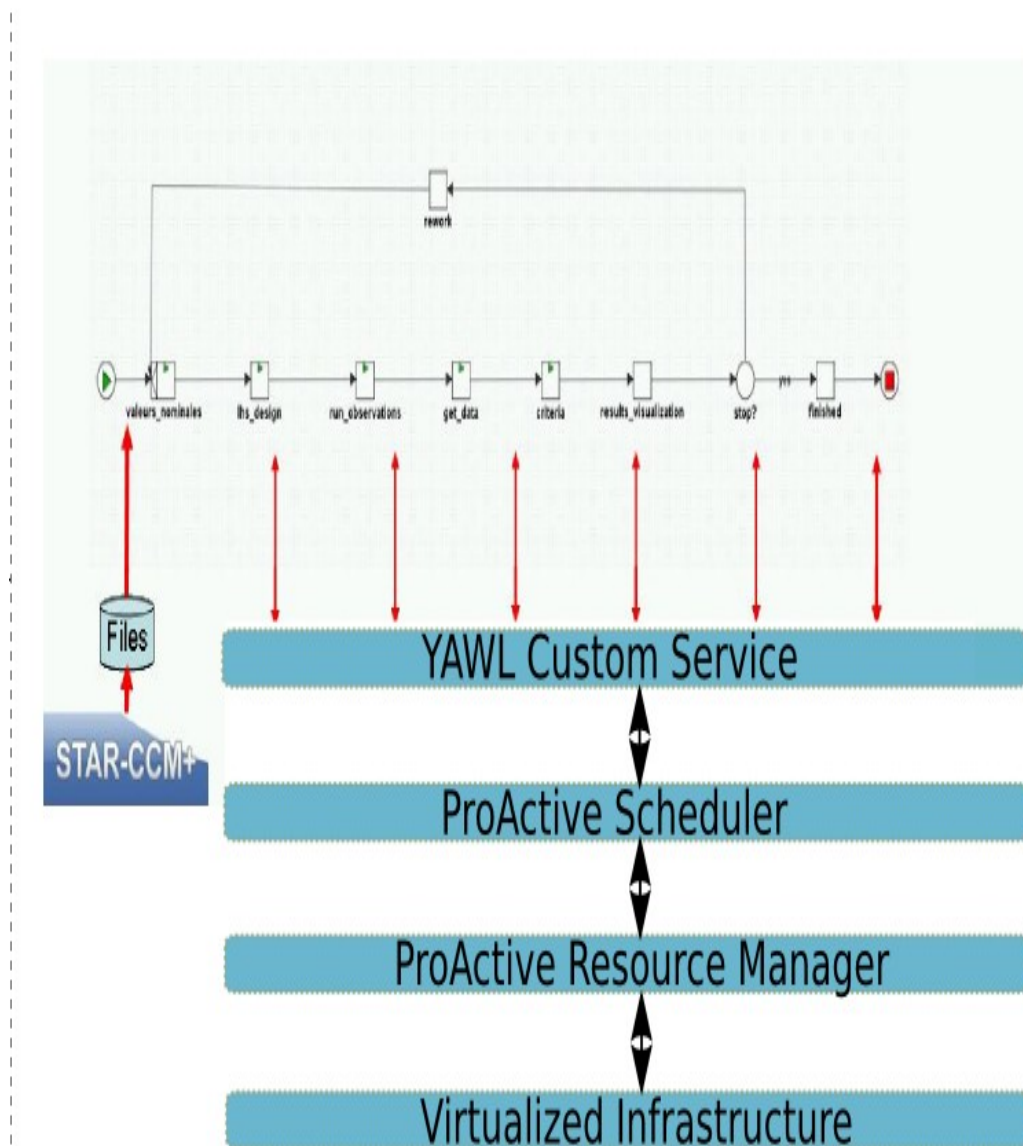 rework
valeurs_nominales lhs_design run_observations get_data criteria results_visualization stop? yes finished
Files
YAWL Custom Service
STAR-CCM+
ProActive Scheduler
ProActive Resource Manager
Virtualized Infrastructure